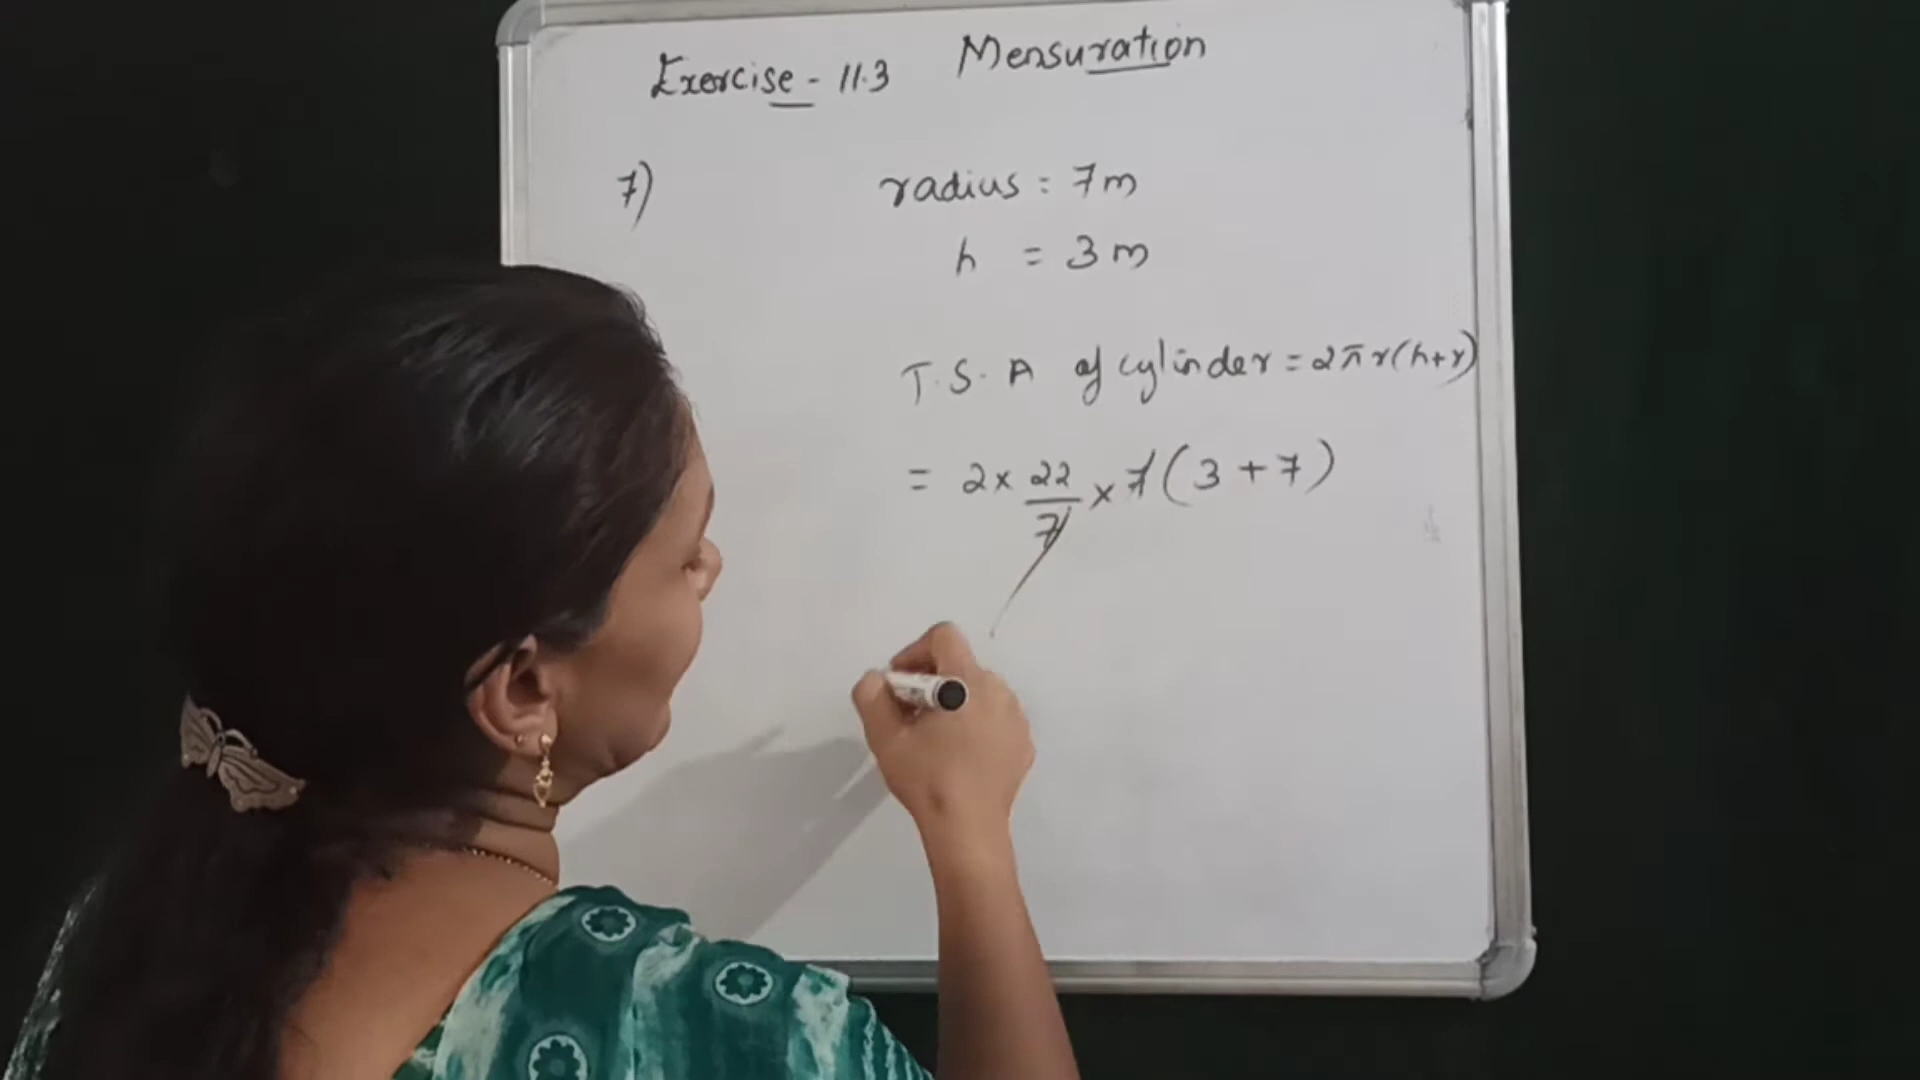 Exercise - 11.3 Mensuration
7) radius = 7m
h = 3m
T.S.A of cylinder = 2πr(h+r)
= 2 × 22/7 × 7 (3 + 7)